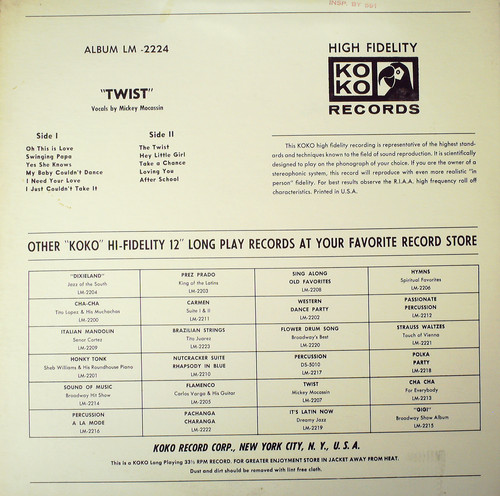 INSP. BY 901
ALBUM LM -2224
"TWIST"
Vocals by Mickey Mocassin
HIGH FIDELITY
KO
KO
RECORDS
Side I
Oh This is Love
Swinging Papa
Yes She Knows
My Baby Couldn't Dance
I Need Your Love
I Just Couldn't Take It
Side II
The Twist
Hey Little Girl
Take a Chance
Loving You
After School
This KOKO high fidelity recording is representative of the highest stand-
ards and techniques known to the field of sound reproduction. It is scientifically
designed to play on the phonograph of your choice. If you are the owner of a
stereophonic system, this record will reproduce with even more realistic "in
person" fidelity. For best results observe the R.I.A.A. high frequency roll off
characteristics. Printed in U.S.A.
OTHER "KOKO" HI-FIDELITY 12" LONG PLAY RECORDS AT YOUR FAVORITE RECORD STORE
"DIXIELAND"
Jazz of the South
LM-2204
PREZ PRADO
King of the Latins
LM-2203
SING ALONG
OLD FAVORITES
LM-2208
HYMNS
Spiritual Favorites
LM-2206
CHA-CHA
Tito Lopez & His Muchachos
LM-2200
CARMEN
Suite I & II
LM-2211
WESTERN
DANCE PARTY
LM-2202
PASSIONATE
PERCUSSION
LM-2212
ITALIAN MANDOLIN
Senor Cortez
LM-2209
BRAZILIAN STRINGS
Tito Juarez
LM-2223
FLOWER DRUM SONG
Broadway's Best
LM-2220
STRAUSS WALTZES
Touch of Vienna
LM-2221
HONKY TONK
Sheb Williams & His Roundhouse Piano
LM-2201
NUTCRACKER SUITE
RHAPSODY IN BLUE
LM-2210
PERCUSSION
DS-5010
LM-2217
POLKA
PARTY
LM-2218
SOUND OF MUSIC
Broadway Hit Show
LM-2214
FLAMENCO
Carlos Vargo & His Guitar
LM-2205
TWIST
Mickey Mocassin
LM-2207
CHA CHA
For Everybody
LM-2213
PERCUSSION
A LA MODE
LM-2216
PACHANGA
CHARANGA
LM-2222
IT'S LATIN NOW
Dreamy Jazz
LM-2219
"GIGI"
Broadway Show Album
LM-2215
KOKO RECORD CORP., NEW YORK CITY, N. Y., U. S. A.
This is a KOKO Long Playing 33⅓ RPM RECORD. FOR GREATER ENJOYMENT STORE IN JACKET AWAY FROM HEAT.
Dust and dirt should be removed with lint free cloth.